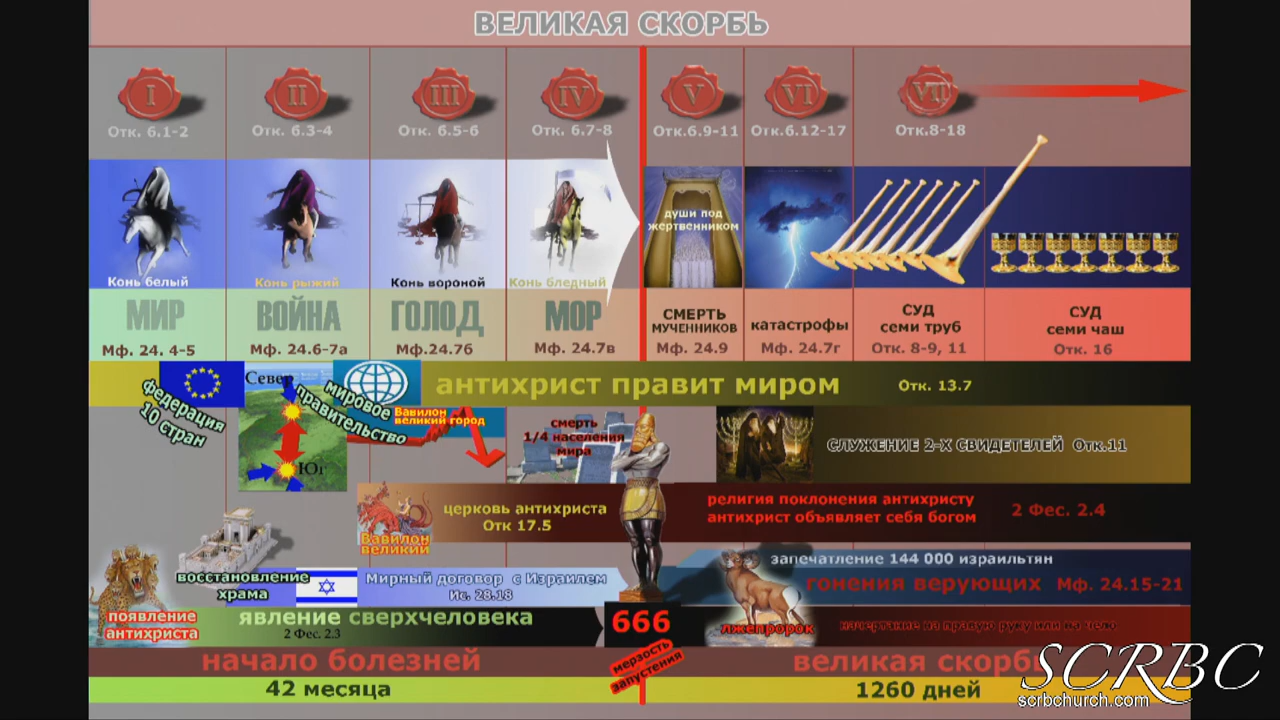 ВЕЛИКАЯ СКОРБЬ
I II III IV V VI VII
Отк. 6.1-2 Отк. 6.3-4 Отк. 6.5-6 Отк. 6.7-8 Отк.6.9-11 Отк.6.12-17 Отк.8-18
души под
жертвенником
Конь белый Конь рыжий Конь вороной Конь бледный
МИР ВОЙНА ГОЛОД МОР
СМЕРТЬ
МУЧЕННИКОВ
катастрофы
СУД
семи труб
СУД
семи чаш
Мф. 24. 4-5 Мф. 24.6-7а Мф.24.7б Мф. 24.7в Мф. 24.9 Мф. 24.7г Отк. 8-9, 11 Отк. 16
антихрист правит миром Отк. 13.7
федерация
10 стран
Север
Юг
мировое
правительство
Вавилон
великий город
смерть
1/4 населения
мира
СЛУЖЕНИЕ 2-Х СВИДЕТЕЛЕЙ Отк.11
Вавилон
великий
церковь антихриста
Отк 17.5
религия поклонения антихристу
антихрист объявляет себя богом
2 Фес. 2.4
восстановление
храма
Мирный договор с Израилем
Ис. 28.18
запечатление 144 000 израильтян
гонения верующих Мф. 24.15-21
появление
антихриста
явление сверхчеловека
2 Фес. 2.3
666
лжепророк
начертание на правую руку или на чело
мерзость
запустения
начало болезней
великая скорбь
42 месяца
1260 дней
SCRBC
scrbchurch.com